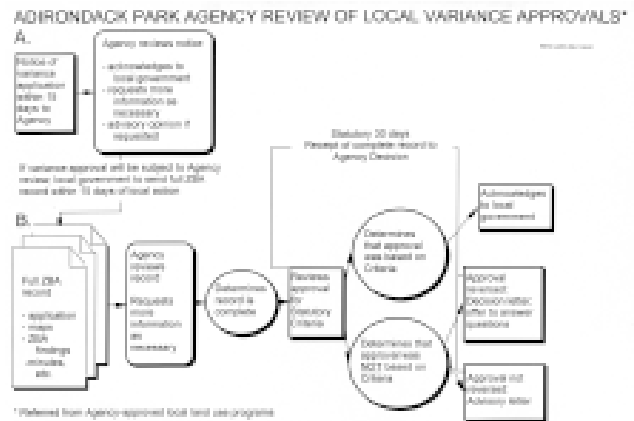 ADIRONDACK PARK AGENCY REVIEW OF LOCAL VARIANCE APPROVALS*
A.
Notice of
variance
application
within 10
days to
Agency
Agency reviews notice
- acknowledges to
local government
- requests more
information as
necessary
- advisory opinion if
requested
If variance approval will be subject to Agency
review, local government to send full ZBA
record within 10 days of local action
Statutory 30 days
Receipt of complete record to
Agency Decision
B.
Full ZBA
record
- application
- maps
- ZBA
findings
minutes,
etc.
Agency
reviews
record
Requests
more
information
as
necessary
Determines
record is
complete
Reviews
approval
for
Statutory
Criteria
Determines
that approval
was based on
Criteria
Determines that
approval was
NOT based on
Criteria
Acknowledges
to local
government
Approval
reversed
Decision letter,
offer to answer
questions
Approval not
reversed
Advisory letter
* Referred from Agency-approved local land use programs